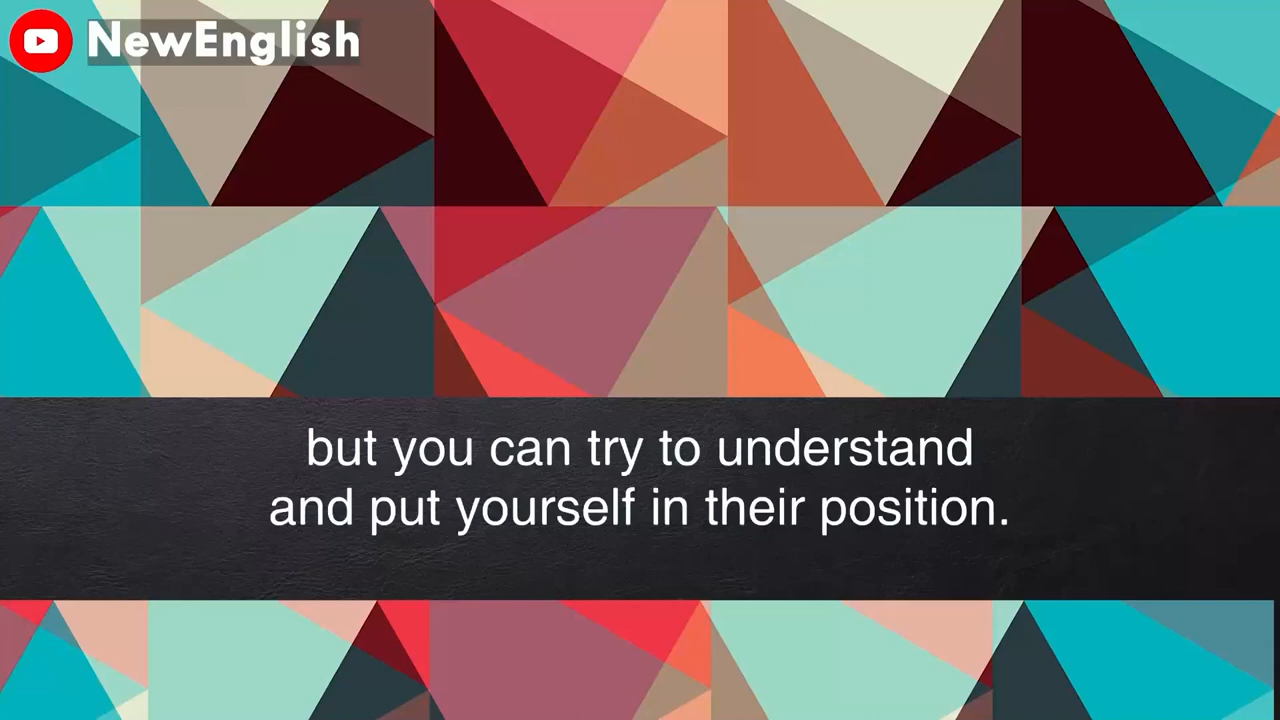 NewEnglish
but you can try to understand
and put yourself in their position.